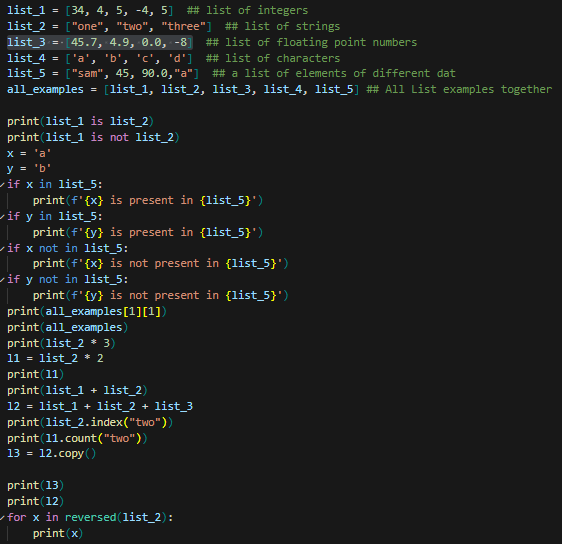 list_1 = [34, 4, 5, -4, 5]  ## list of integers
list_2 = ["one", "two", "three"]  ## list of strings
list_3 = [45.7, 4.9, 0.0, -8]  ## list of floating point numbers
list_4 = ['a', 'b', 'c', 'd']  ## list of characters
list_5 = ["sam", 45, 90.0,"a"]  ## a list of elements of different dat
all_examples = [list_1, list_2, list_3, list_4, list_5] ## All List examples together

print(list_1 is list_2)
print(list_1 is not list_2)
x = 'a'
y = 'b'
if x in list_5:
    print(f'{x} is present in {list_5}')
if y in list_5:
    print(f'{y} is present in {list_5}')
if x not in list_5:
    print(f'{x} is not present in {list_5}')
if y not in list_5:
    print(f'{y} is not present in {list_5}')
print(all_examples[1][1])
print(all_examples)
print(list_2 * 3)
l1 = list_2 * 2
print(l1)
print(list_1 + list_2)
l2 = list_1 + list_2 + list_3
print(list_2.index("two"))
print(l1.count("two"))
l3 = l2.copy()

print(l3)
print(l2)
for x in reversed(list_2):
    print(x)